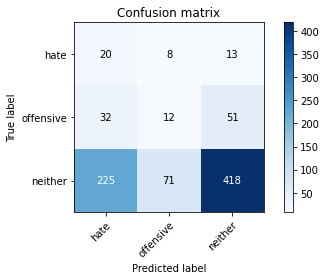 Confusion matrix
True label
hate 20 8 13
offensive 32 12 51
neither 225 71 418
hate offensive neither
Predicted label
400
350
300
250
200
150
100
50